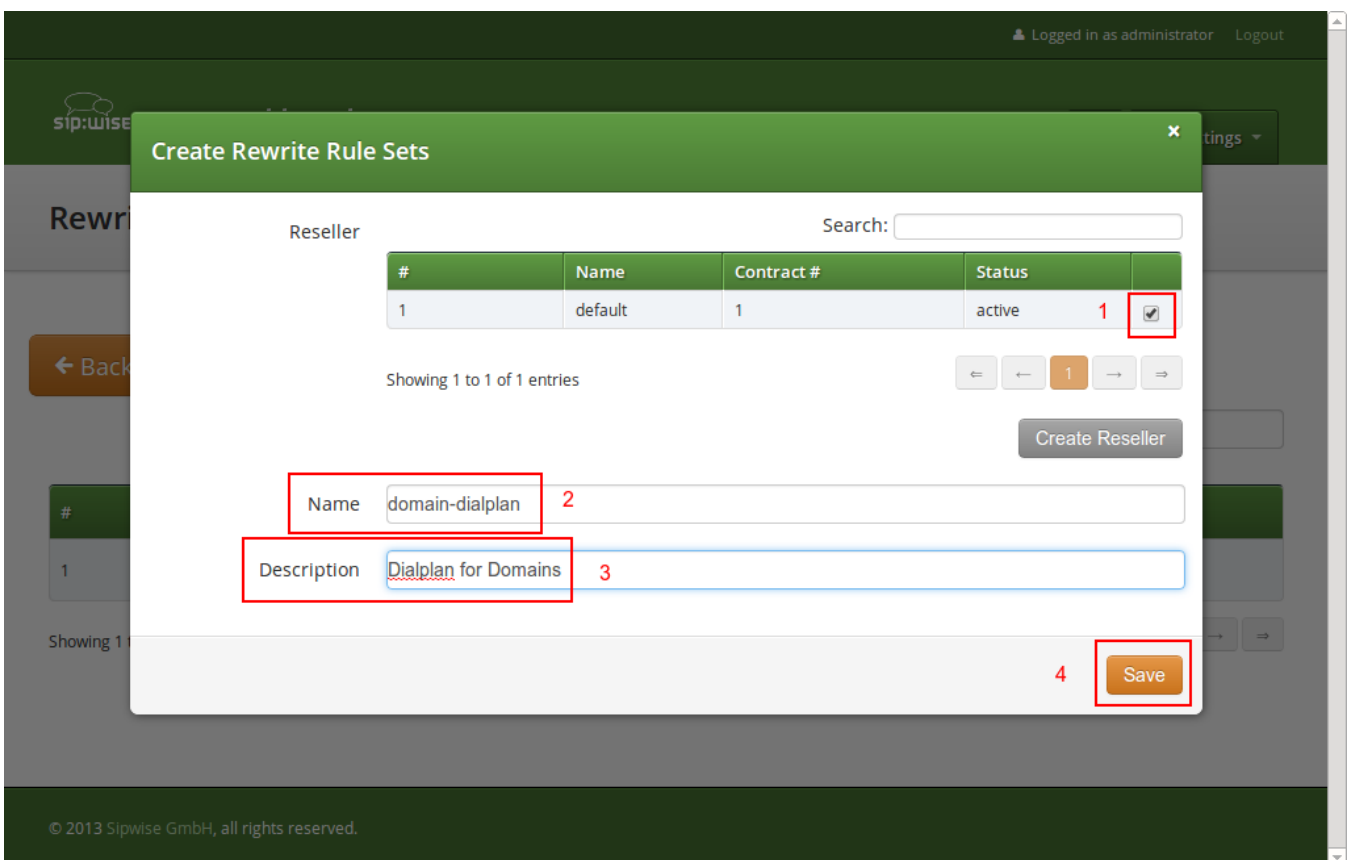 Logged in as administrator Logout
sip:wise
tings
Create Rewrite Rule Sets ×
Rewri
Reseller
Search:
# Name Contract # Status
1 default 1 active 1
← Back
Showing 1 to 1 of 1 entries
⇐ ← 1 → ⇒
Create Reseller
Name domain-dialplan 2
#
Description Dialplan for Domains 3
1
Showing 1 t
→ ⇒
4 Save
© 2013 Sipwise GmbH, all rights reserved.